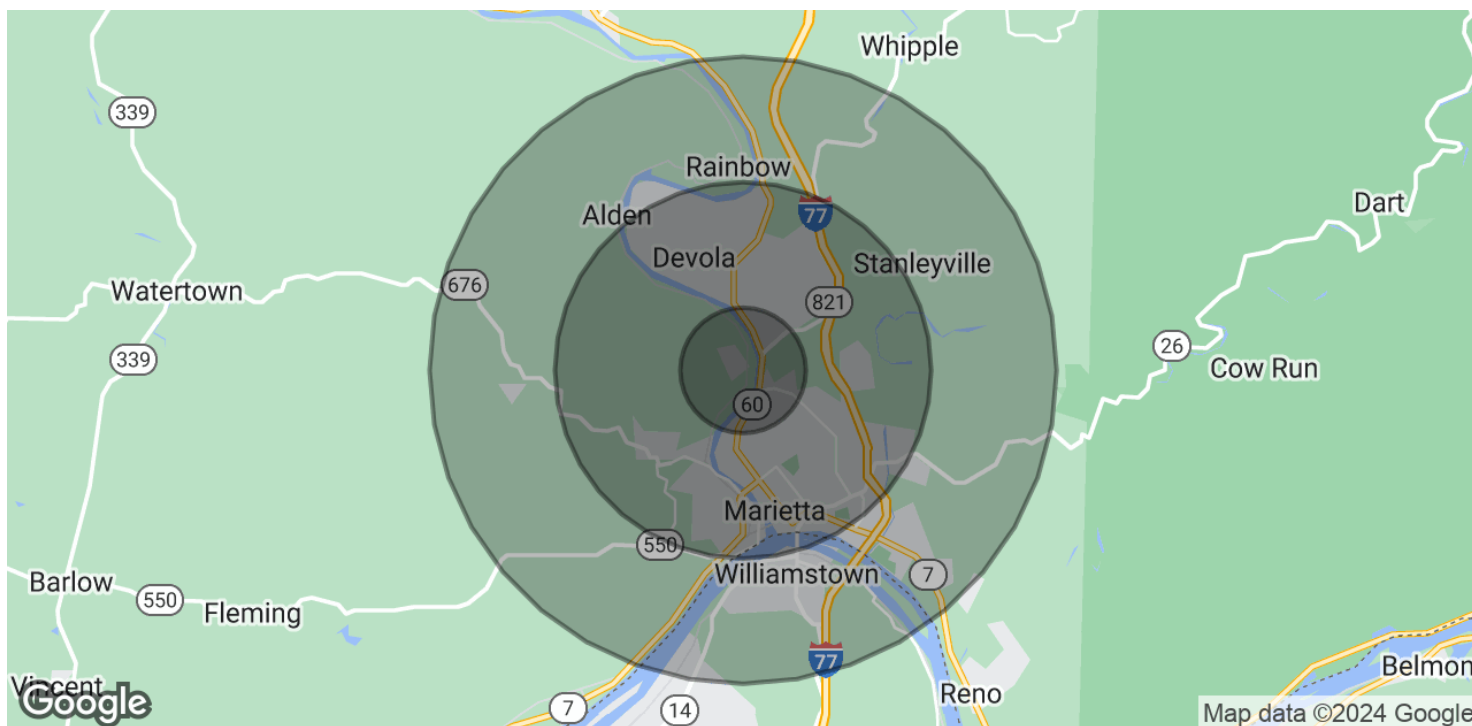 Whipple
339
Rainbow
Dart
Alden
77
Devola
Stanleyville
676
Watertown
821
26
339
Cow Run
60
Marietta
550
Williamstown
7
Barlow
550
Fleming
77
Belmon
Vincent
Reno
Google
7
14
Map data ©2024 Google